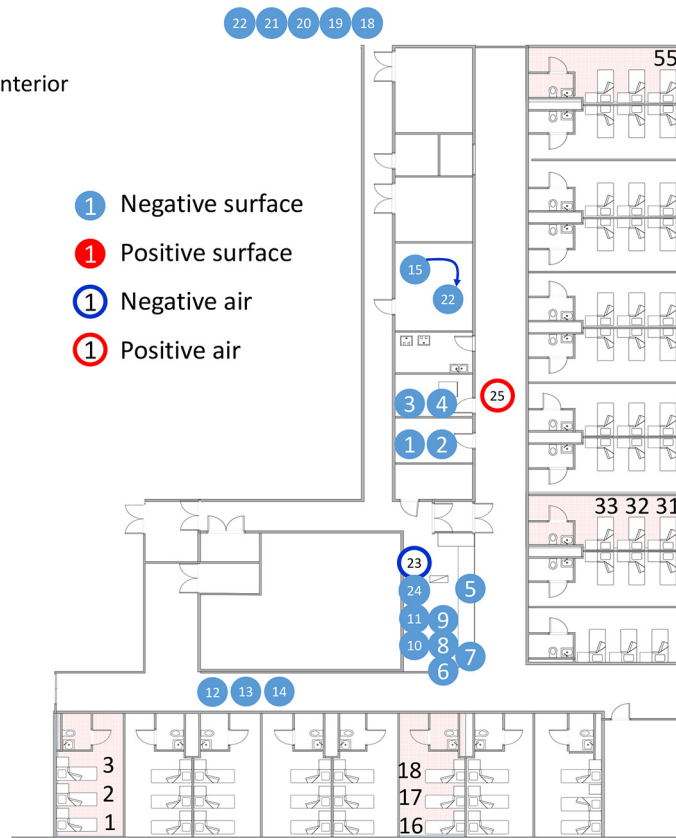 22 21 20 19 18
55
nterior
1 Negative surface
1 Positive surface
1 Negative air
1 Positive air
15
22
3 4
25
1 2
33 32 31
23
24
5
11 9
10 8
7
6
12 13 14
3
2
1
18
17
16